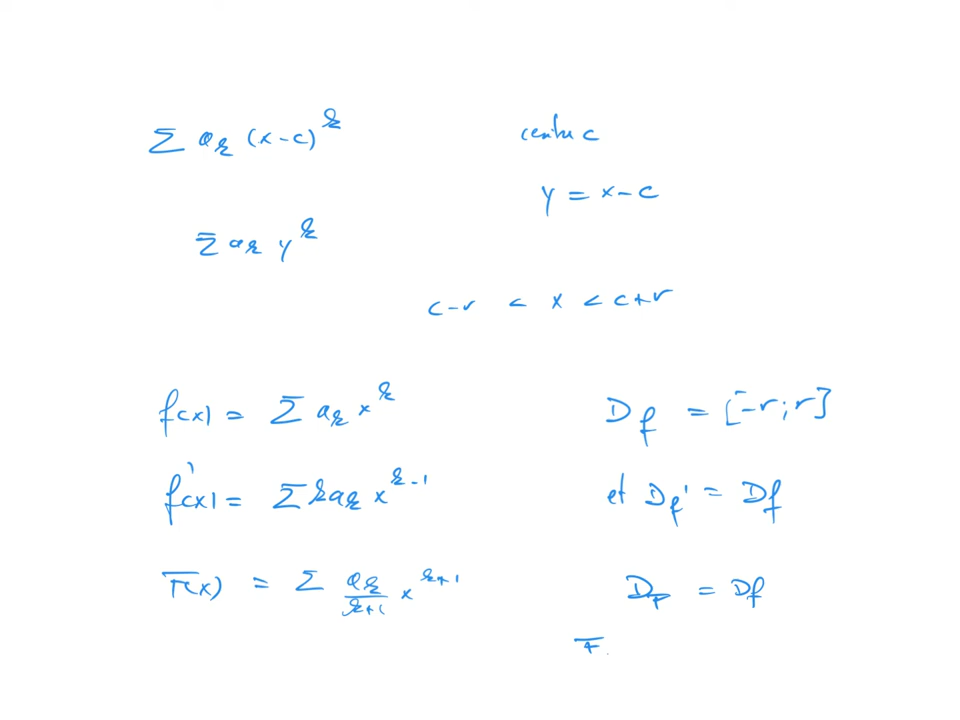 ∑ a_k (x-c)^k centre c
y = x-c
∑ a_k y^k
c-r < x < c+r
f(x) = ∑ a_k x^k D_f = [-r; r]
f'(x) = ∑ k a_k x^{k-1} et D_f' = D_f
F(x) = ∑ a_k/(k+1) x^{k+1} D_F = D_f